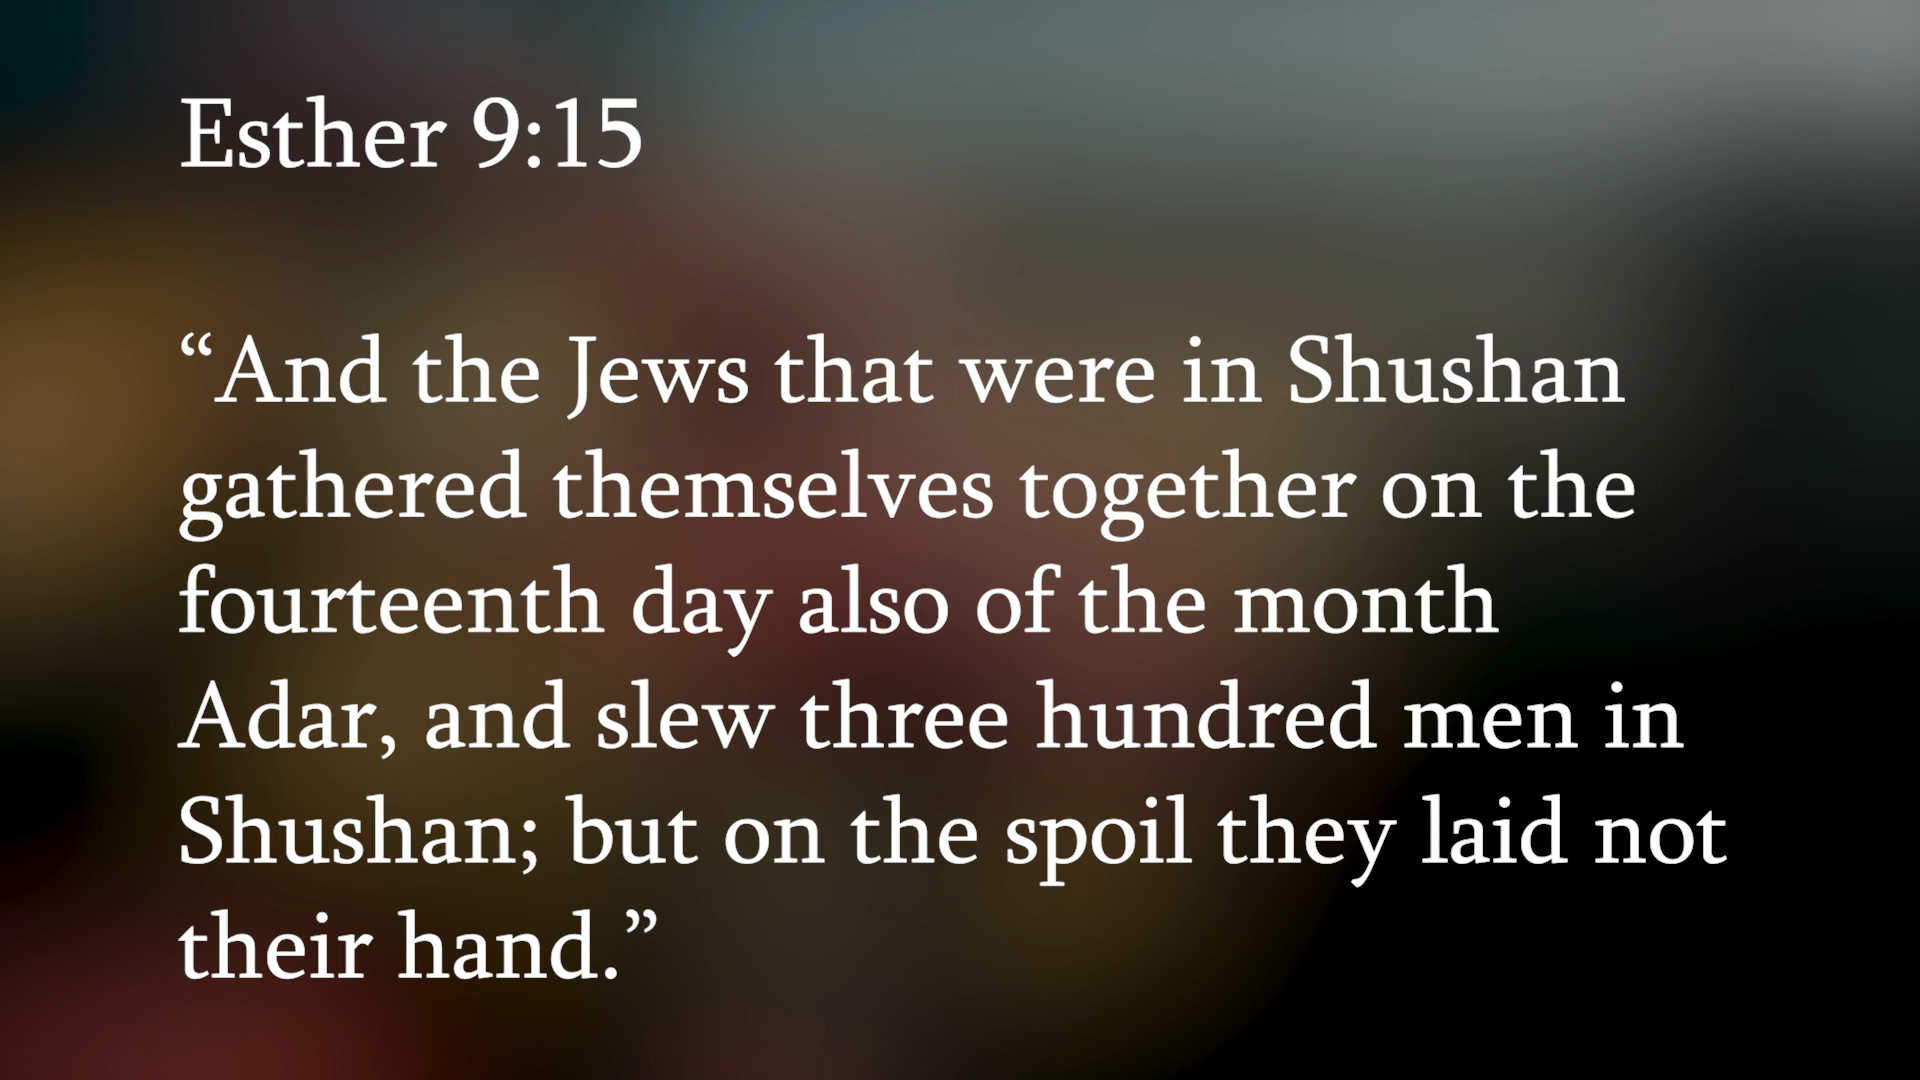 Esther 9:15
“And the Jews that were in Shushan
gathered themselves together on the
fourteenth day also of the month
Adar, and slew three hundred men in
Shushan; but on the spoil they laid not
their hand.”